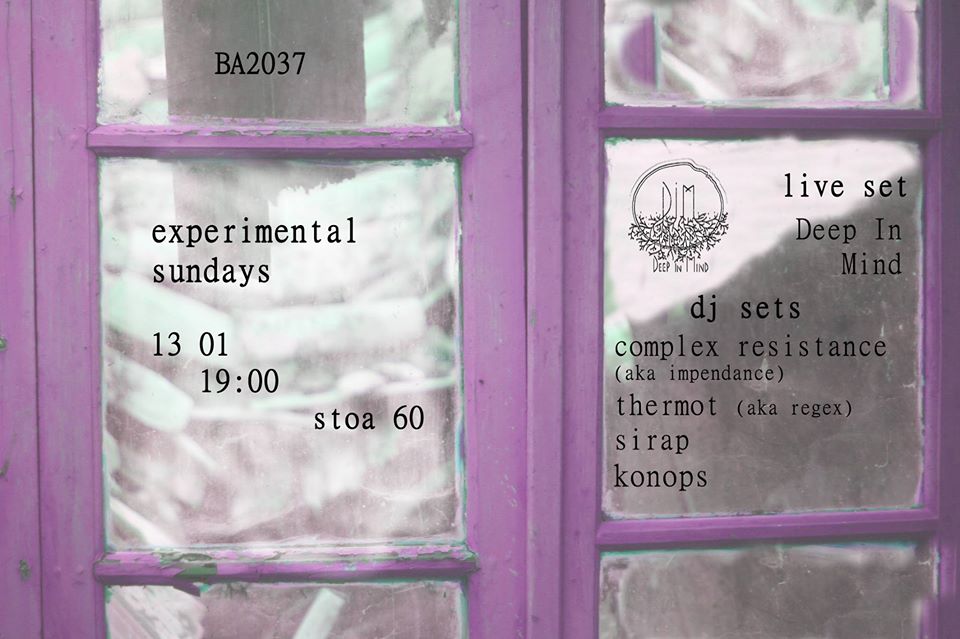 BA2037
experimental
sundays
13 01
19:00
stoa 60
DiM
DEEP IN MIND
live set
Deep In
Mind
dj sets
complex resistance
(aka impendance)
thermot (aka regex)
sirap
konops